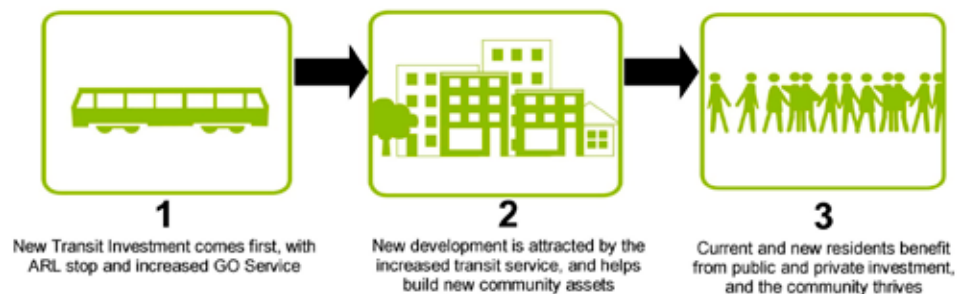 1
New Transit Investment comes first, with
ARL stop and increased GO Service
2
New development is attracted by the
increased transit service, and helps
build new community assets
3
Current and new residents benefit
from public and private investment,
and the community thrives